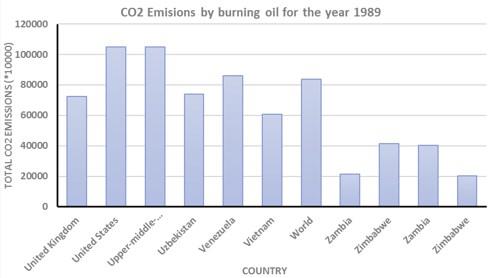 CO2 Emisions by burning oil for the year 1989
TOTAL CO2 EMISSIONS (*10000)
120000
100000
80000
60000
40000
20000
0
United Kingdom
United States
Upper-middle-...
Uzbekistan
Venezuela
Vietnam
World
Zambia
Zimbabwe
Zambia
Zimbabwe
COUNTRY